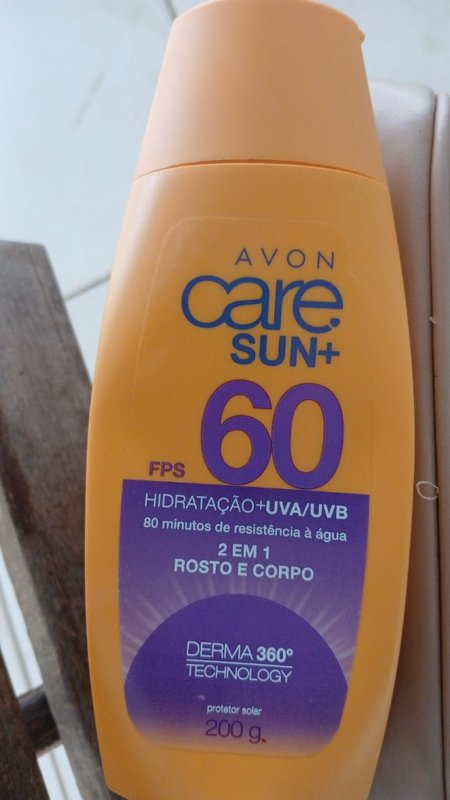 AVON
care.
SUN+
FPS 60
HIDRATAÇÃO+UVA/UVB
80 minutos de resistência à água
2 EM 1
ROSTO E CORPO
DERMA 360º
TECHNOLOGY
protetor solar
200 g.